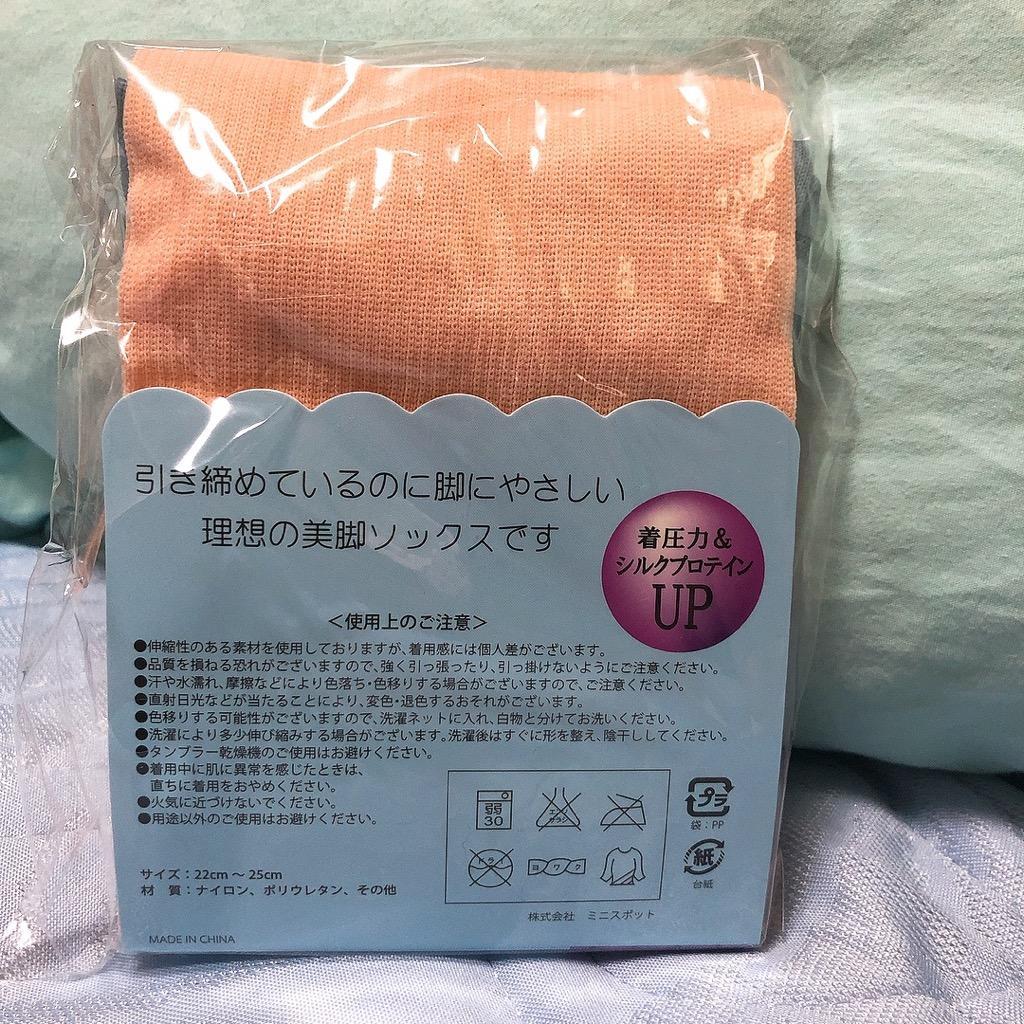 引き締めているのに脚にやさしい
理想の美脚ソックスです
着圧力&
シルクプロテイン
UP
＜使用上のご注意＞
●伸縮性のある素材を使用しておりますが、着用感には個人差がございます。
●品質を損ねる恐れがございますので、強く引っ張ったり、引っ掛けないようにご注意ください。
●汗や水濡れ、摩擦などにより色落ち・色移りする場合がございますので、ご注意ください。
●直射日光などが当たることにより、変色・退色するおそれがございます。
●色移りする可能性がございますので、洗濯ネットに入れ、白物と分けてお洗いください。
●洗濯により多少伸び縮みする場合がございます。洗濯後はすぐに形を整え、陰干ししてください。
●タンブラー乾燥機のご使用はお避けください。
●着用中に肌に異常を感じたときは、
直ちに着用をおやめください。
●火気に近づけないでください。
●用途以外のご使用はお避けください。
弱
30
エンソ
サラシ
ドライ
ヨワク
プラ
袋：PP
紙
台紙
サイズ：22cm～25cm
材　質：ナイロン、ポリウレタン、その他
株式会社　ミニスポット
MADE IN CHINA